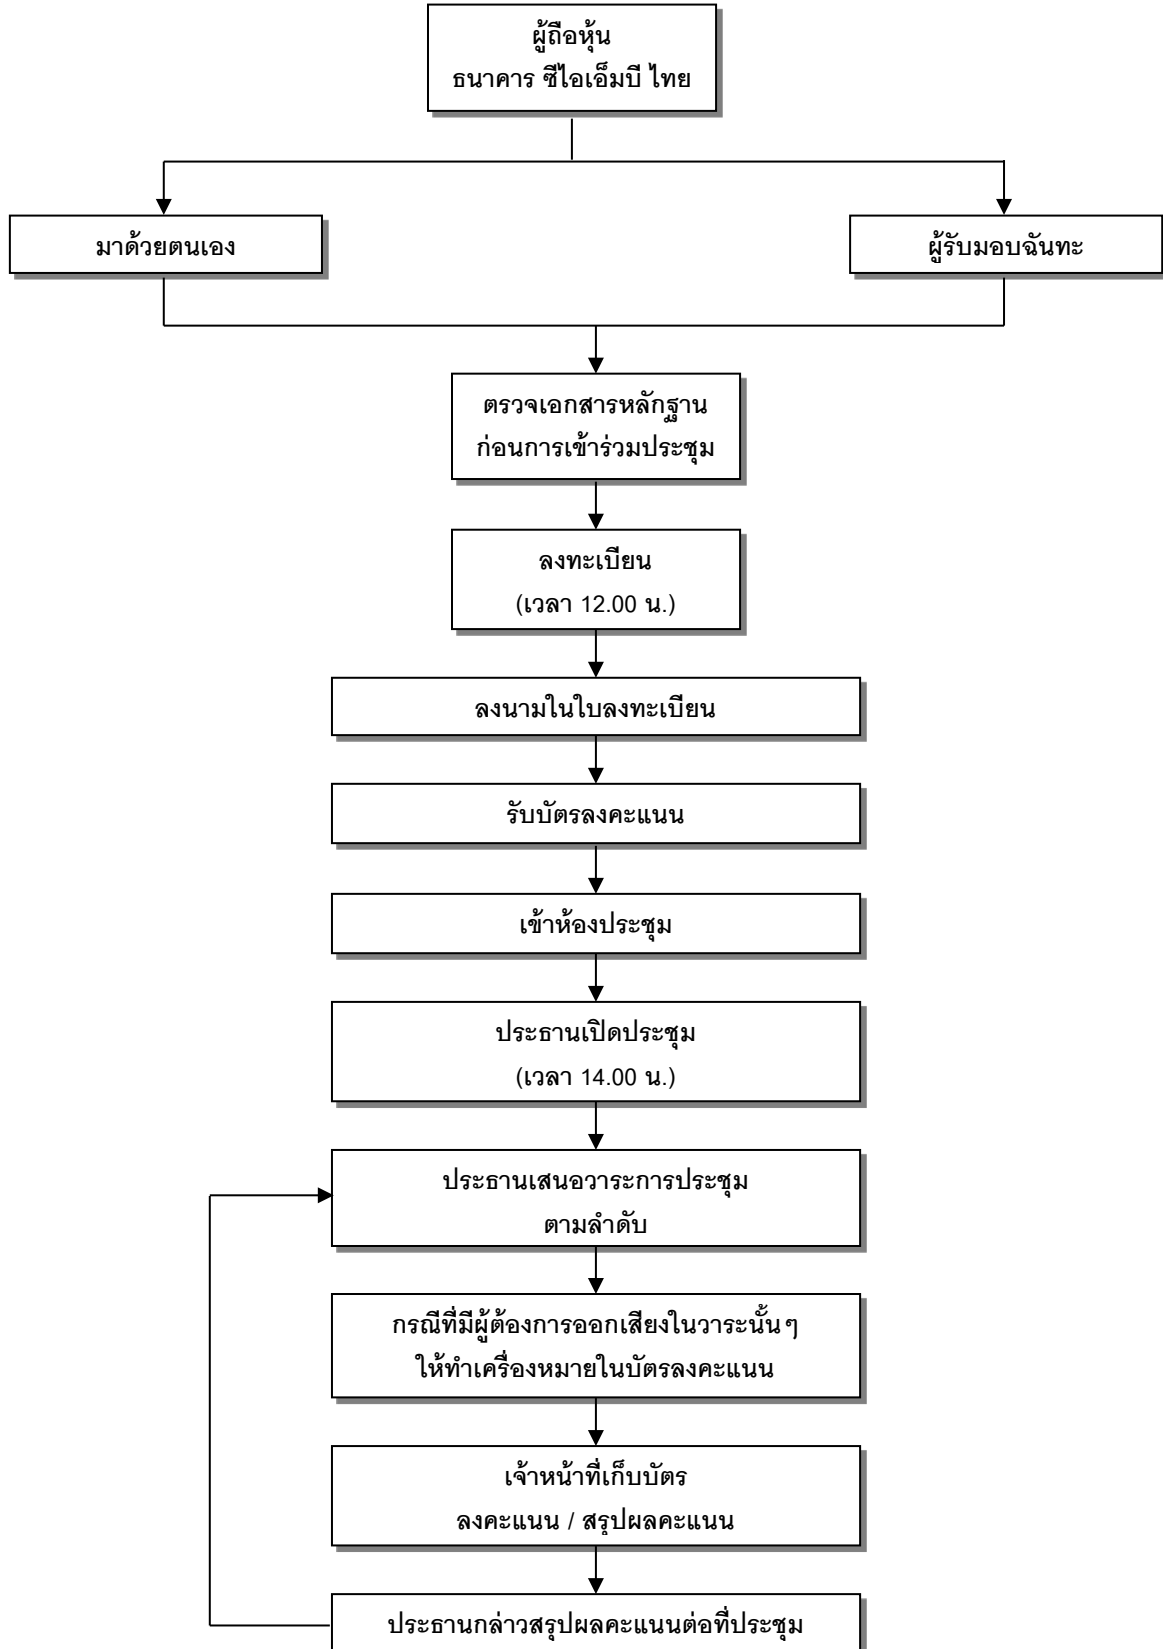 ผู้ถือหุ้น
ธนาคาร ซีไอเอ็มบี ไทย
มาด้วยตนเอง
ผู้รับมอบฉันทะ
ตรวจเอกสารหลักฐาน
ก่อนการเข้าร่วมประชุม
ลงทะเบียน
(เวลา 12.00 น.)
ลงนามในใบลงทะเบียน
รับบัตรลงคะแนน
เข้าห้องประชุม
ประธานเปิดประชุม
(เวลา 14.00 น.)
ประธานเสนอวาระการประชุม
ตามลำดับ
กรณีที่มีผู้ต้องการออกเสียงในวาระนั้นๆ
ให้ทำเครื่องหมายในบัตรลงคะแนน
เจ้าหน้าที่เก็บบัตร
ลงคะแนน / สรุปผลคะแนน
ประธานกล่าวสรุปผลคะแนนต่อที่ประชุม